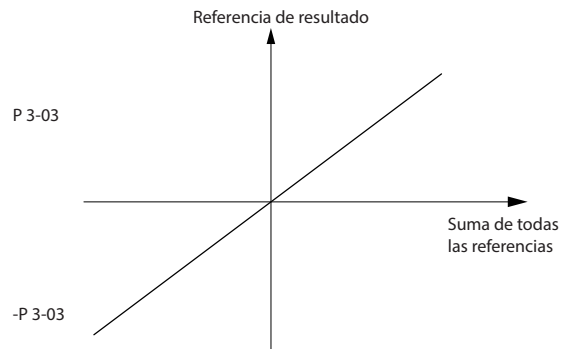 Referencia de resultado
P 3-03
Suma de todas
las referencias
-P 3-03